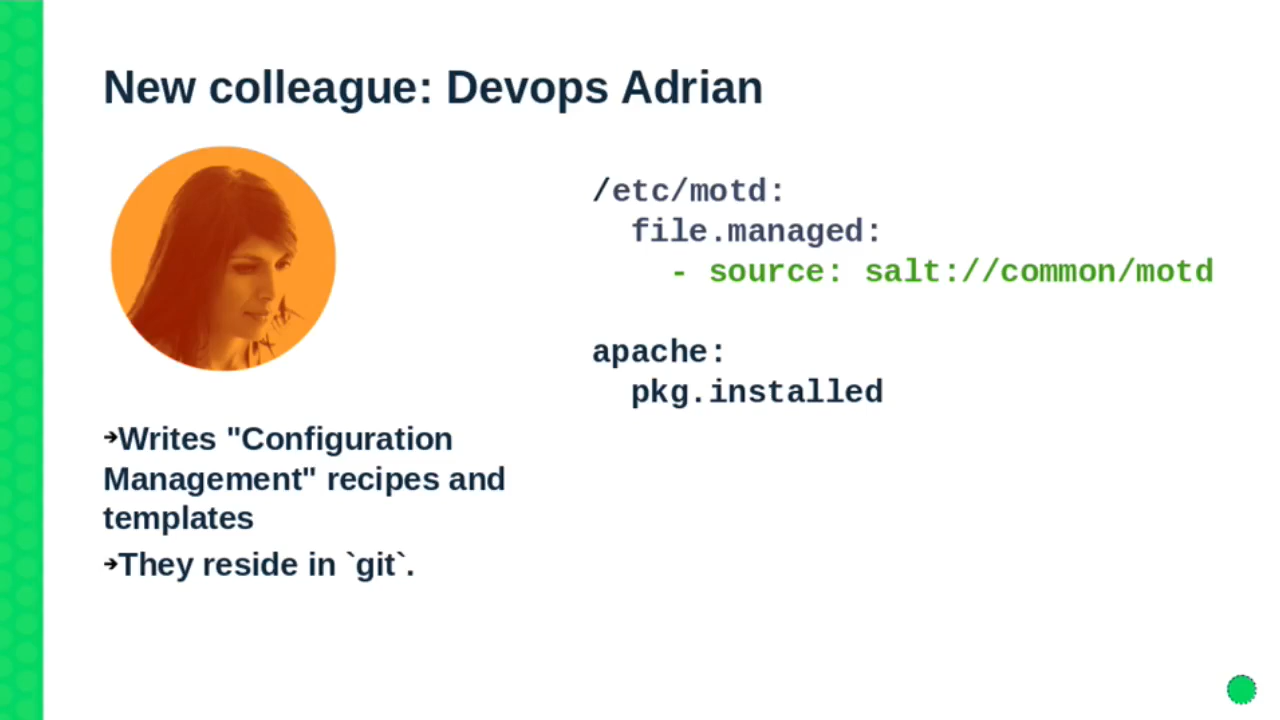 New colleague: Devops Adrian
➔Writes "Configuration
Management" recipes and
templates
➔They reside in `git`.
/etc/motd:
  file.managed:
    - source: salt://common/motd

apache:
  pkg.installed